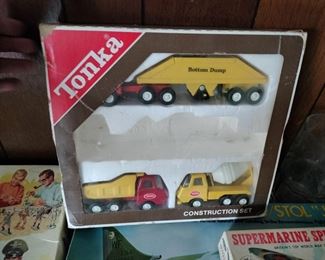 Tonka
Bottom Dump
CONSTRUCTION SET
STOL
SUPERMARINE SP